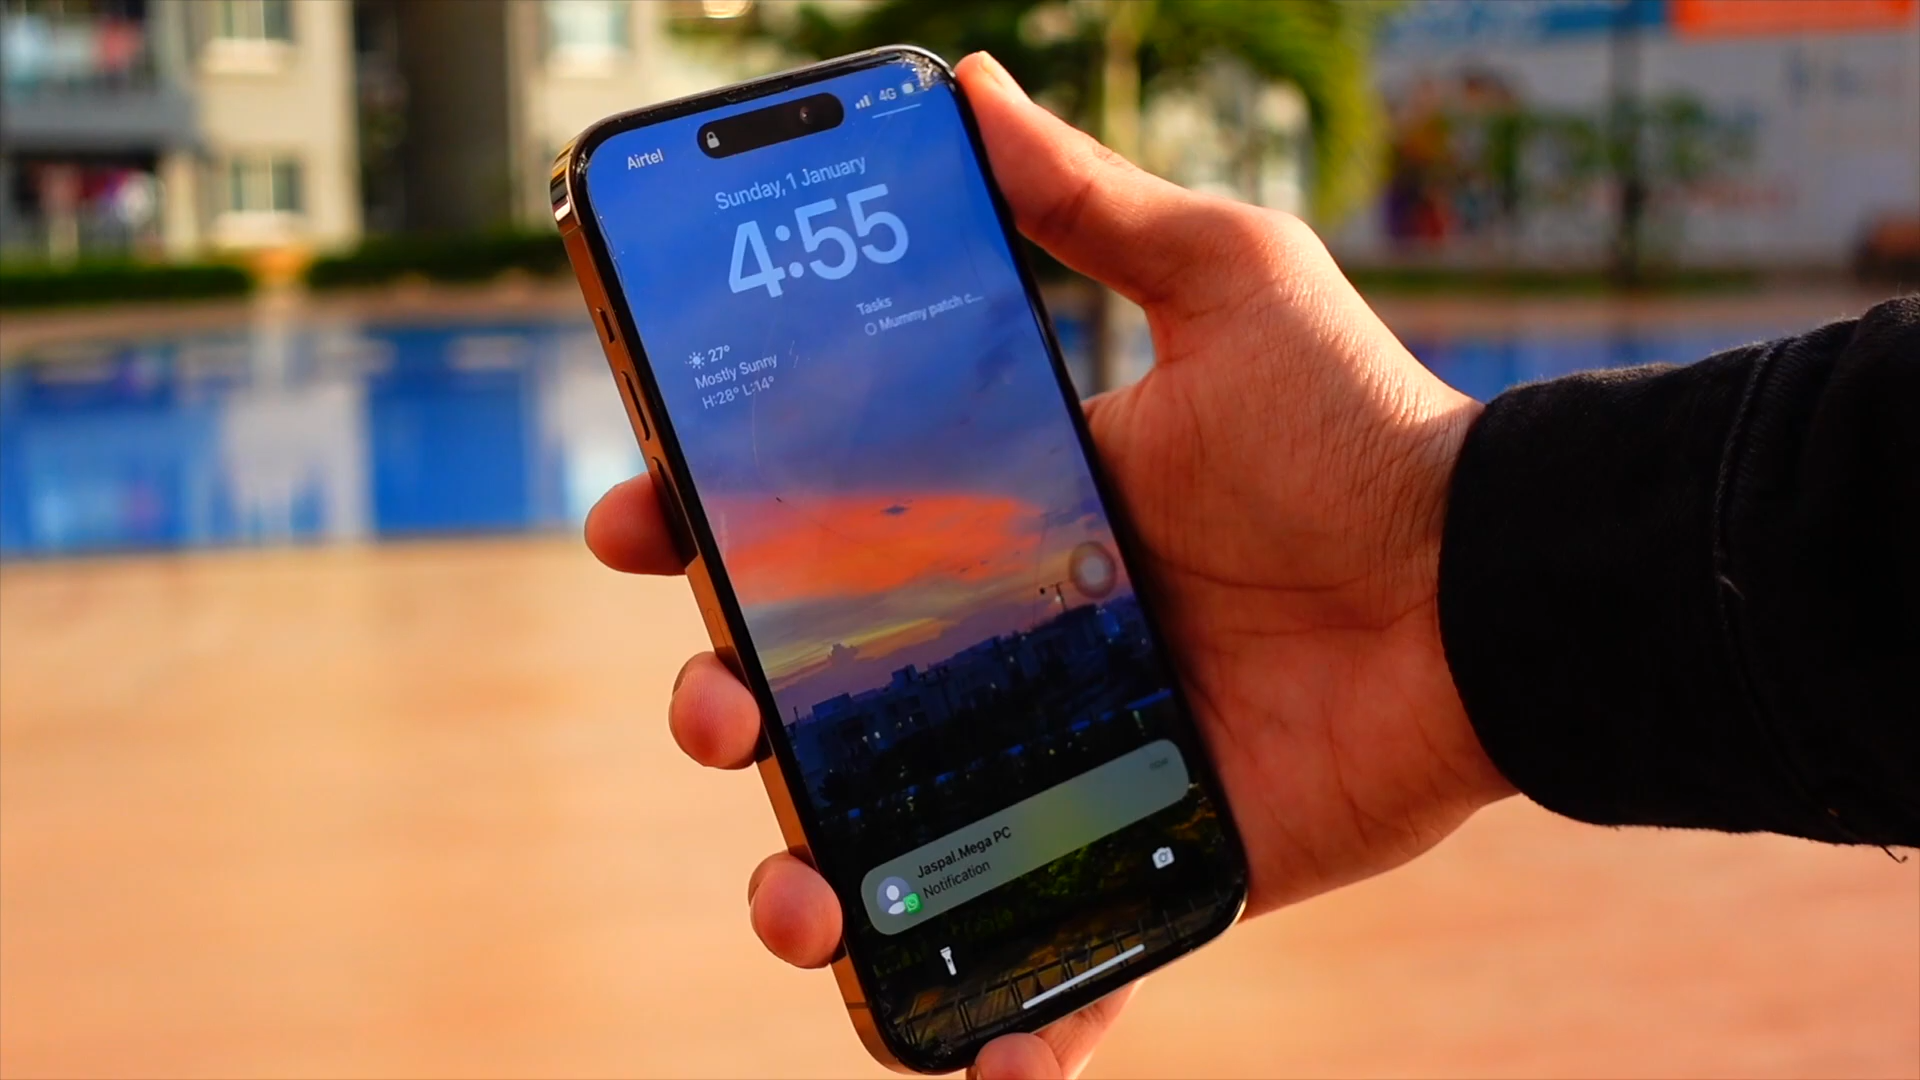 Airtel
4G
Sunday, 1 January
4:55
Tasks
Mummy patch c...
27°
Mostly Sunny
H:28° L:14°
now
Jaspal.Mega PC
Notification